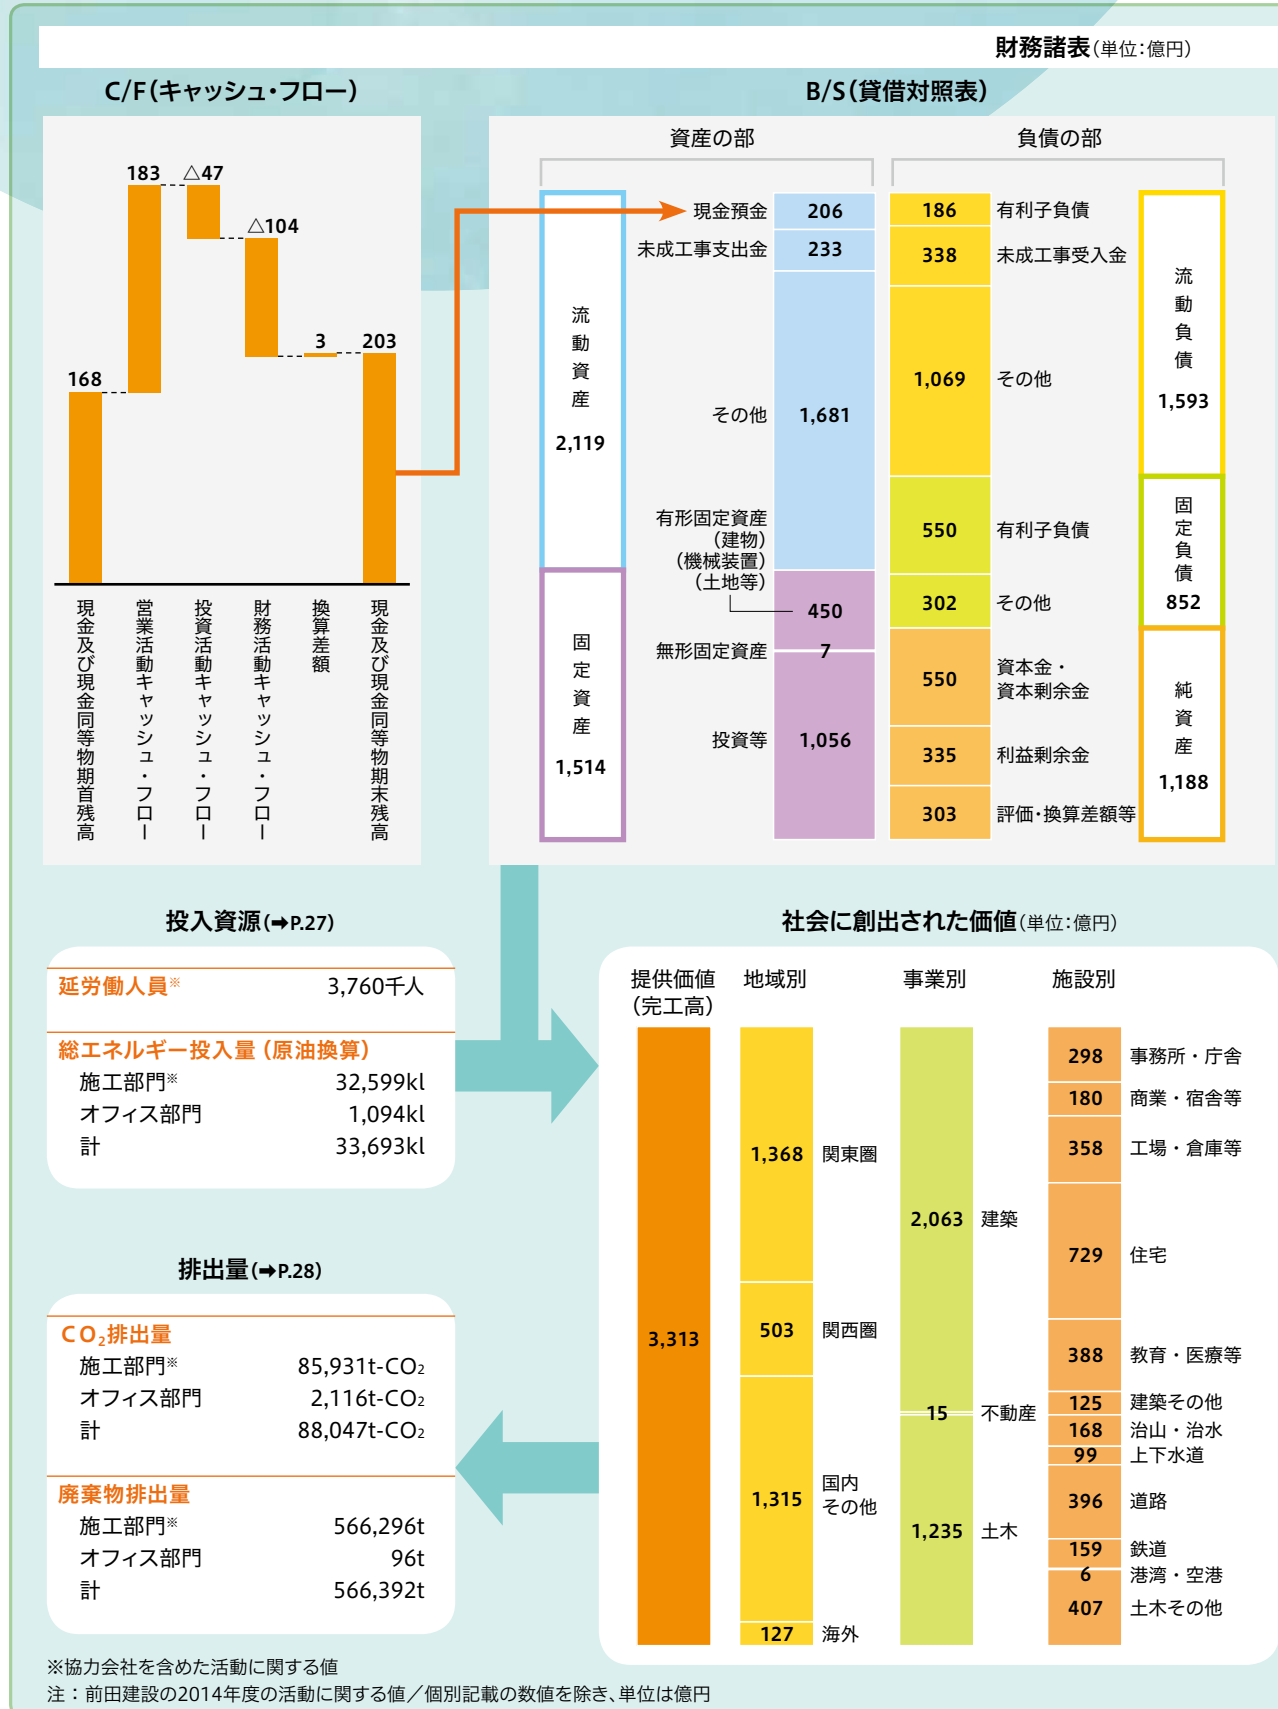 財務諸表(単位:億円)
C/F(キャッシュ・フロー)
183
△47
△104
168
3
203
現金及び現金同等物期首残高
営業活動キャッシュ・フロー
投資活動キャッシュ・フロー
財務活動キャッシュ・フロー
換算差額
現金及び現金同等物期末残高
B/S(貸借対照表)
資産の部
負債の部
流動資産
2,119
固定資産
1,514
現金預金 206
未成工事支出金 233
その他 1,681
有形固定資産
(建物)
(機械装置)
(土地等)
450
無形固定資産 7
投資等 1,056
186 有利子負債
338 未成工事受入金
1,069 その他
550 有利子負債
302 その他
550 資本金・
資本剰余金
335 利益剰余金
303 評価・換算差額等
流動負債
1,593
固定負債
852
純資産
1,188
投入資源(➡P.27)
延労働人員※ 3,760千人
総エネルギー投入量(原油換算)
施工部門※ 32,599kl
オフィス部門 1,094kl
計 33,693kl
排出量(➡P.28)
CO2排出量
施工部門※ 85,931t-CO2
オフィス部門 2,116t-CO2
計 88,047t-CO2
廃棄物排出量
施工部門※ 566,296t
オフィス部門 96t
計 566,392t
社会に創出された価値(単位:億円)
提供価値
(完工高)
3,313
地域別
1,368 関東圏
503 関西圏
1,315 国内
その他
127 海外
事業別
2,063 建築
15 不動産
1,235 土木
施設別
298 事務所・庁舎
180 商業・宿舎等
358 工場・倉庫等
729 住宅
388 教育・医療等
125 建築その他
168 治山・治水
99 上下水道
396 道路
159 鉄道
6 港湾・空港
407 土木その他
※協力会社を含めた活動に関する値
注:前田建設の2014年度の活動に関する値/個別記載の数値を除き、単位は億円